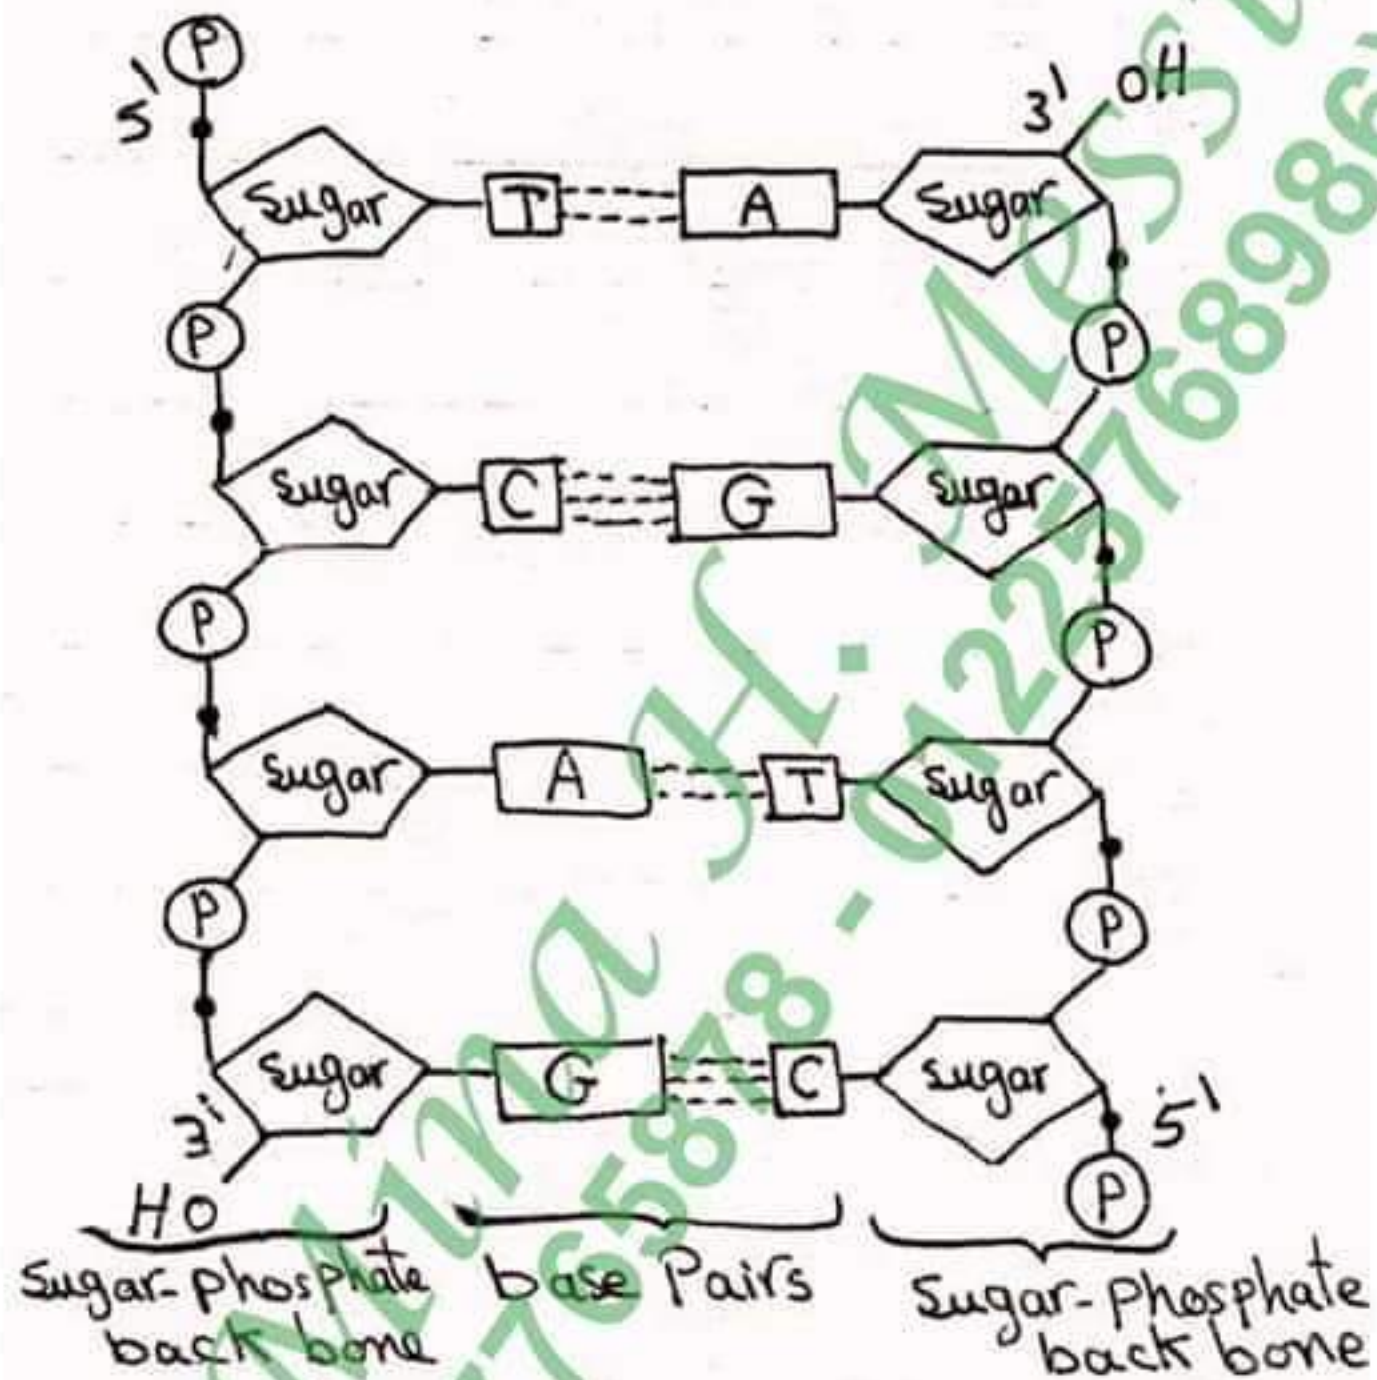 P
5'
3' OH
Sugar T A Sugar
P P
Sugar C G Sugar
P P
Sugar A T Sugar
P P
Sugar G C Sugar
3' 5'
HO P
Sugar-phosphate back bone
base Pairs
Sugar-phosphate back bone
Mina H.